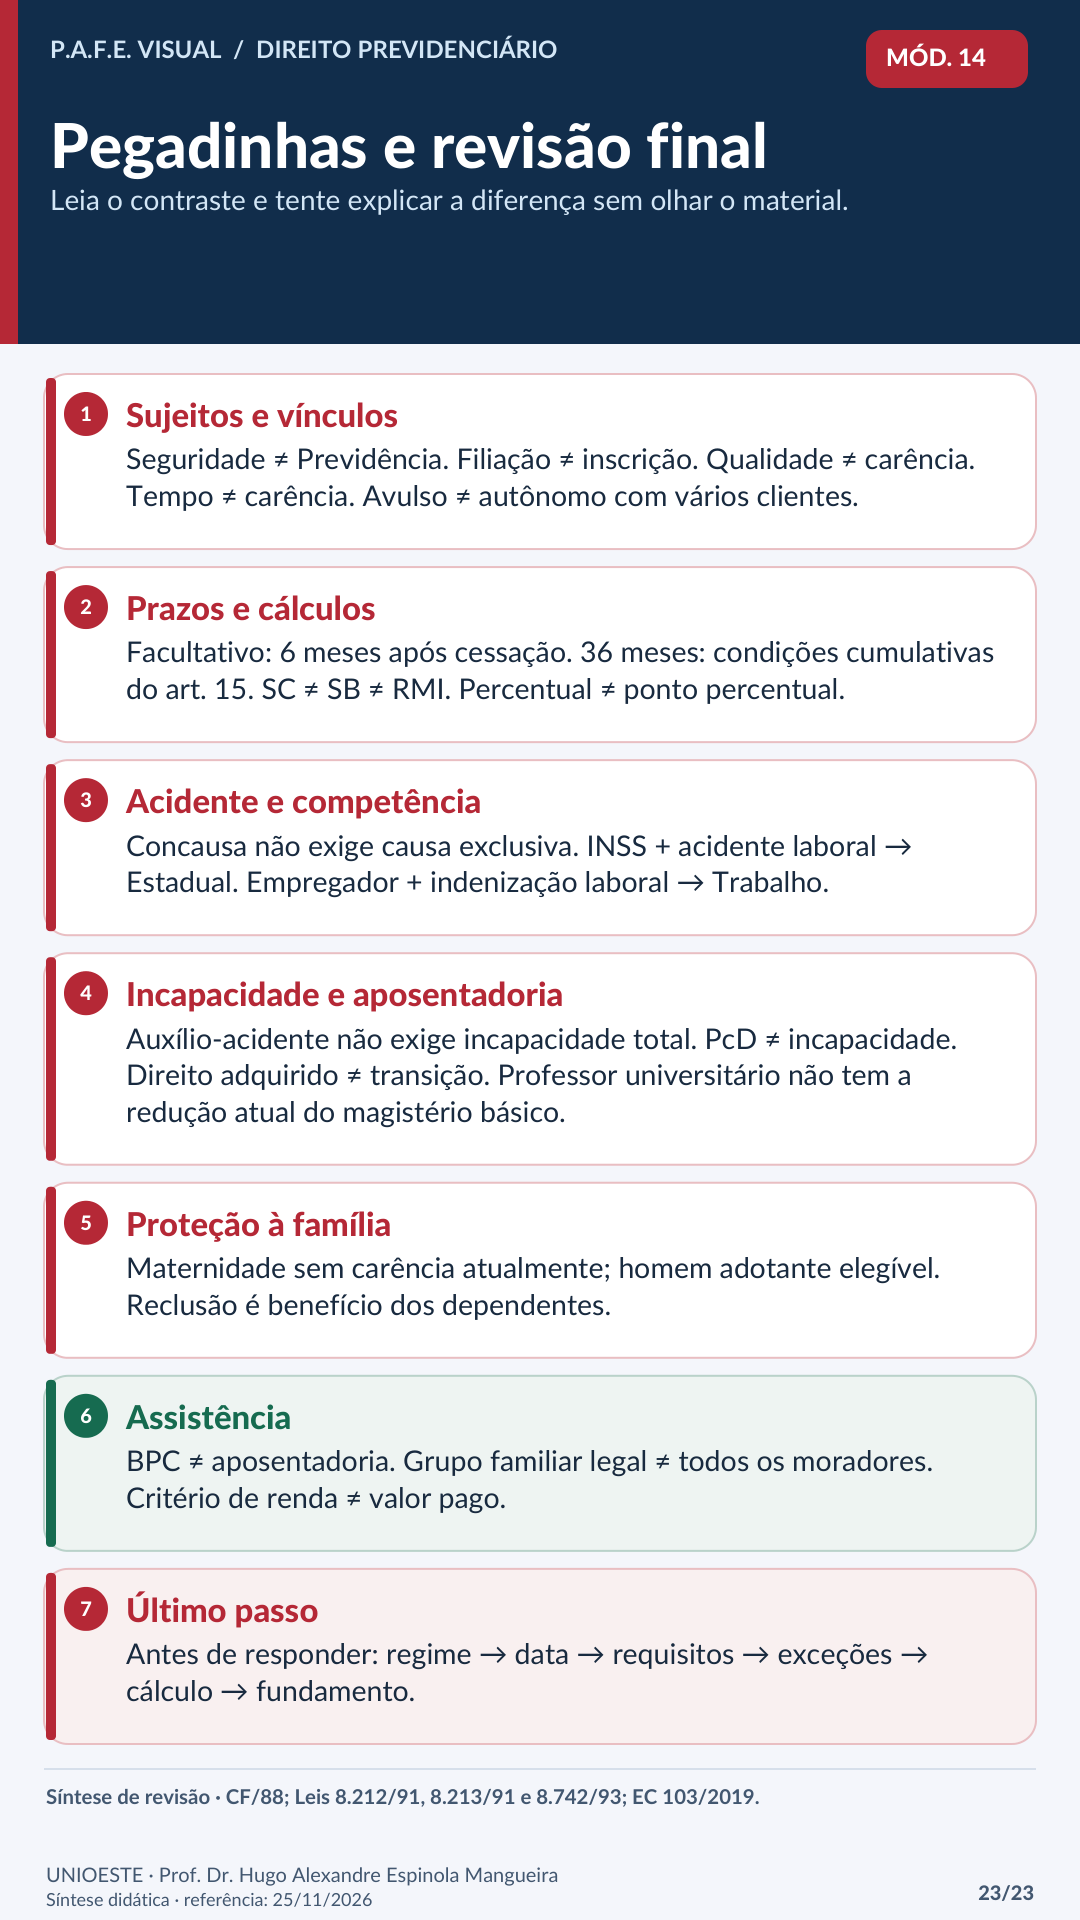 P.A.F.E. VISUAL / DIREITO PREVIDENCIÁRIO
MÓD. 14
Pegadinhas e revisão final
Leia o contraste e tente explicar a diferença sem olhar o material.
1 Sujeitos e vínculos
Seguridade ≠ Previdência. Filiação ≠ inscrição. Qualidade ≠ carência.
Tempo ≠ carência. Avulso ≠ autônomo com vários clientes.
2 Prazos e cálculos
Facultativo: 6 meses após cessação. 36 meses: condições cumulativas
do art. 15. SC ≠ SB ≠ RMI. Percentual ≠ ponto percentual.
3 Acidente e competência
Concausa não exige causa exclusiva. INSS + acidente laboral →
Estadual. Empregador + indenização laboral → Trabalho.
4 Incapacidade e aposentadoria
Auxílio-acidente não exige incapacidade total. PcD ≠ incapacidade.
Direito adquirido ≠ transição. Professor universitário não tem a
redução atual do magistério básico.
5 Proteção à família
Maternidade sem carência atualmente; homem adotante elegível.
Reclusão é benefício dos dependentes.
6 Assistência
BPC ≠ aposentadoria. Grupo familiar legal ≠ todos os moradores.
Critério de renda ≠ valor pago.
7 Último passo
Antes de responder: regime → data → requisitos → exceções →
cálculo → fundamento.
Síntese de revisão · CF/88; Leis 8.212/91, 8.213/91 e 8.742/93; EC 103/2019.
UNIOESTE · Prof. Dr. Hugo Alexandre Espinola Mangueira
Síntese didática · referência: 25/11/2026
23/23